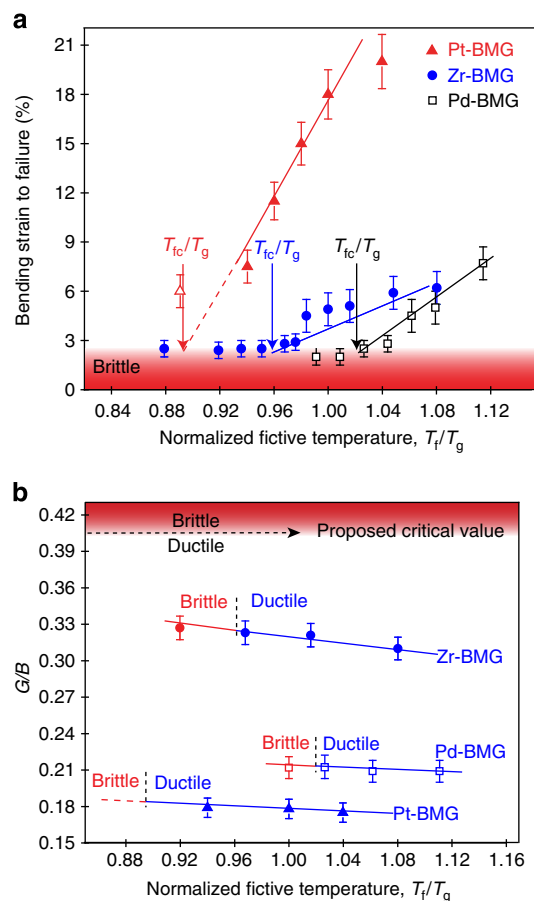 a
21
18
15
12
9
6
3
0
Bending strain to failure (%)
Pt-BMG
Zr-BMG
Pd-BMG
Tfc/Tg
Tfc/Tg
Tfc/Tg
Brittle
0.84 0.88 0.92 0.96 1.00 1.04 1.08 1.12
Normalized fictive temperature, Tf/Tg
b
0.42
0.39
0.36
0.33
0.30
0.27
0.24
0.21
0.18
0.15
G/B
Brittle
Proposed critical value
Ductile
Brittle Ductile
Zr-BMG
Brittle Ductile
Pd-BMG
Brittle Ductile
Pt-BMG
0.88 0.92 0.96 1.00 1.04 1.08 1.12 1.16
Normalized fictive temperature, Tf/Tg